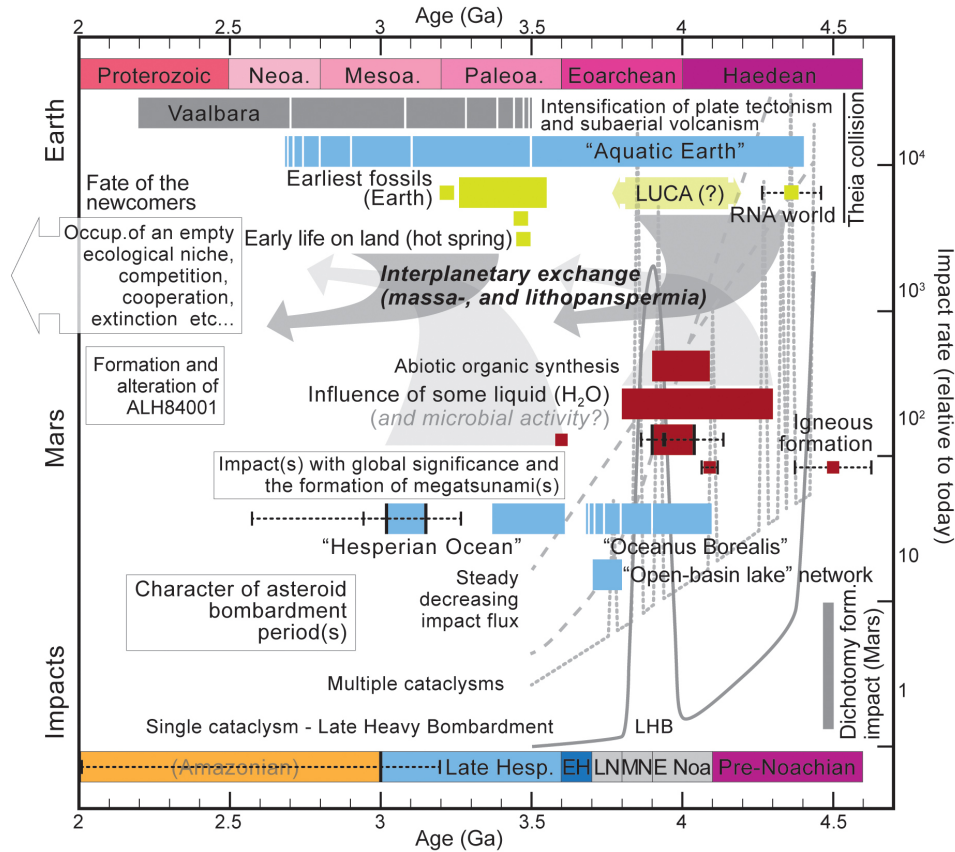 Age (Ga)
2 2.5 3 3.5 4 4.5
Proterozoic Neoa. Mesoa. Paleoa. Eoarchean Haedean
Earth
Vaalbara
Intensification of plate tectonism
and subaerial volcanism
Theia collision
"Aquatic Earth"
10⁴
Fate of the
newcomers
Earliest fossils
(Earth)
LUCA (?)
RNA world
Occup.of an empty
ecological niche,
competition,
cooperation,
extinction etc...
Early life on land (hot spring)
Interplanetary exchange
(massa-, and lithopanspermia)
10³
Impact rate (relative to today)
Mars
Formation and
alteration of
ALH84001
Abiotic organic synthesis
Influence of some liquid (H₂O)
(and microbial activity?)
10²
Igneous
formation
Impact(s) with global significance and
the formation of megatsunami(s)
"Hesperian Ocean"
"Oceanus Borealis"
10
"Open-basin lake" network
Steady
decreasing
impact flux
Impacts
Character of asteroid
bombardment
period(s)
Dichotomy form.
impact (Mars)
Multiple cataclysms
1
Single cataclysm - Late Heavy Bombardment
LHB
(Amazonian) Late Hesp. EH LN MN E Noa Pre-Noachian
2 2.5 3 3.5 4 4.5
Age (Ga)